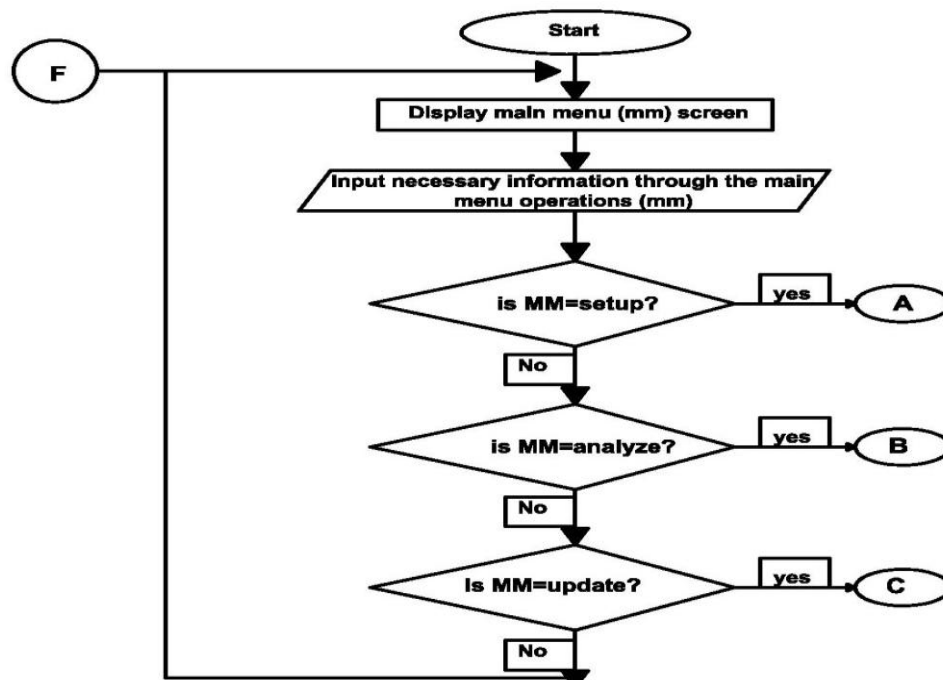 Start
F
Display main menu (mm) screen
Input necessary information through the main
menu operations (mm)
is MM=setup?
yes
A
No
is MM=analyze?
yes
B
No
Is MM=update?
yes
C
No